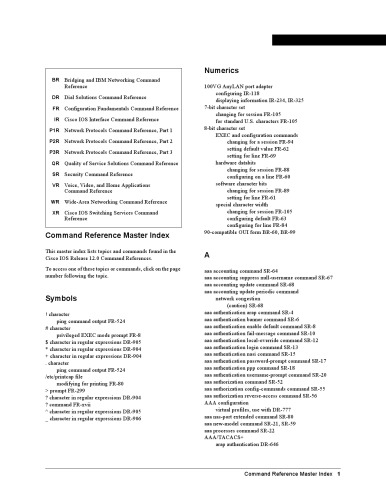 BR Bridging and IBM Networking Command
Reference
DR Dial Solutions Command Reference
FR Configuration Fundamentals Command Reference
IR Cisco IOS Interface Command Reference
P1R Network Protocols Command Reference, Part 1
P2R Network Protocols Command Reference, Part 2
P3R Network Protocols Command Reference, Part 3
QR Quality of Service Solutions Command Reference
SR Security Command Reference
VR Voice, Video, and Home Applications
Command Reference
WR Wide-Area Networking Command Reference
XR Cisco IOS Switching Services Command
Reference
Command Reference Master Index
This master index lists topics and commands found in the
Cisco IOS Release 12.0 Command References.
To access one of these topics or commands, click on the page
number following the topic.
Symbols
! character
ping command output FR-524
# character
privileged EXEC mode prompt FR-8
$ character in regular expressions DR-905
* character in regular expressions DR-904
+ character in regular expressions DR-904
. character
ping command output FR-524
/etc/printcap file
modifying for printing FR-80
> prompt FR-299
? character in regular expressions DR-904
? command FR-xvii
^ character in regular expressions DR-905
_ character in regular expressions DR-906
Numerics
100VG AnyLAN port adapter
configuring IR-118
displaying information IR-234, IR-325
7-bit character set
changing for session FR-105
for standard U.S. characters FR-105
8-bit character set
EXEC and configuration commands
changing for a session FR-94
setting default value FR-62
setting for line FR-69
hardware databits
changing for session FR-88
configuring on a line FR-60
software character bits
changing for session FR-89
setting for line FR-61
special character width
changing for session FR-105
configuring default FR-63
configuring for line FR-84
90-compatible OUI form BR-60, BR-99
A
aaa accounting command SR-64
aaa accounting suppress null-username command SR-67
aaa accounting update command SR-68
aaa accounting update periodic command
network congestion
(caution) SR-68
aaa authentication arap command SR-4
aaa authentication banner command SR-6
aaa authentication enable default command SR-8
aaa authentication fail-message command SR-10
aaa authentication local-override command SR-12
aaa authentication login command SR-13
aaa authentication nasi command SR-15
aaa authentication password-prompt command SR-17
aaa authentication ppp command SR-18
aaa authentication username-prompt command SR-20
aaa authorization command SR-52
aaa authorization config-commands command SR-55
aaa authorization reverse-access command SR-56
AAA configuration
virtual profiles, use with DR-777
aaa nas-port extended command SR-80
aaa new-model command SR-21, SR-39
aaa processes command SR-22
AAA/TACACS+
arap authentication DR-646
Command Reference Master Index 1